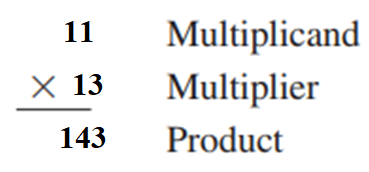 11 Multiplicand
× 13 Multiplier
143 Product